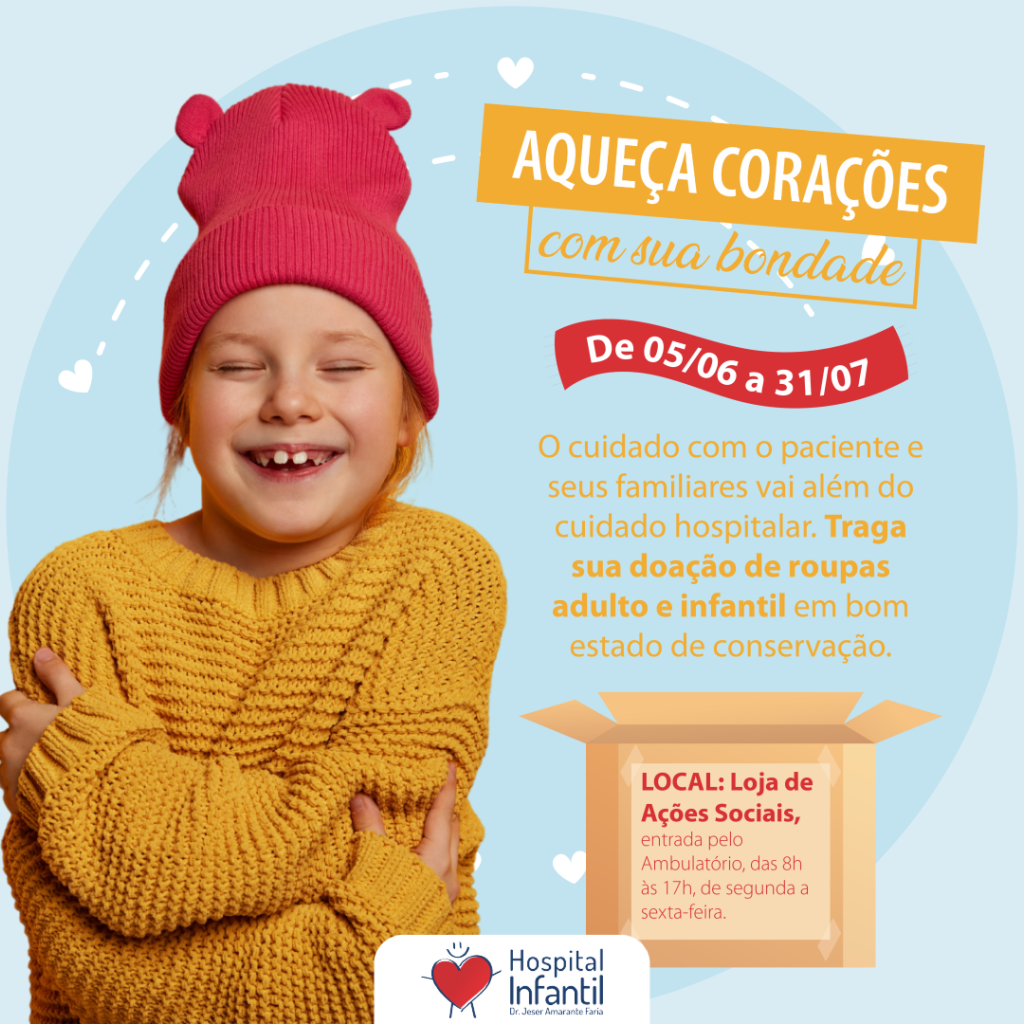 AQUEÇA CORAÇÕES
com sua bondade
De 05/06 a 31/07
O cuidado com o paciente e
seus familiares vai além do
cuidado hospitalar. Traga
sua doação de roupas
adulto e infantil em bom
estado de conservação.
LOCAL: Loja de
Ações Sociais,
entrada pelo
Ambulatório, das 8h
às 17h, de segunda a
sexta-feira.
Hospital
Infantil
Dr. Jeser Amarante Faria